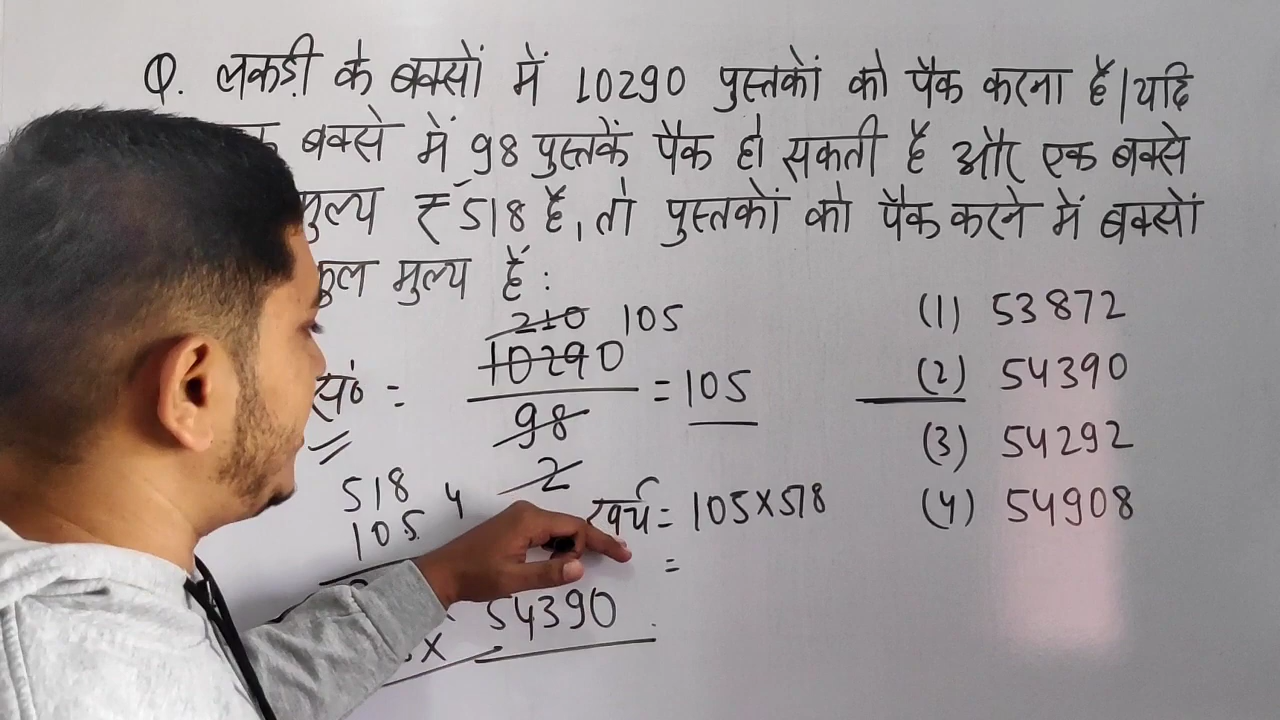 Q. लकड़ी के बक्सों में 10290 पुस्तकों को पैक करना है|यदि
बक्से में 98 पुस्तकें पैक हो सकती है और एक बक्से
मुल्य ₹ 518 है, तो पुस्तकों को पैक करने में बक्सों
कुल मुल्य है :
210 105
10290
98
2
= 105
सं० =
518
105
4
खर्च = 105×518
=
× 54390
(1) 53872
(2) 54390
(3) 54292
(4) 54908